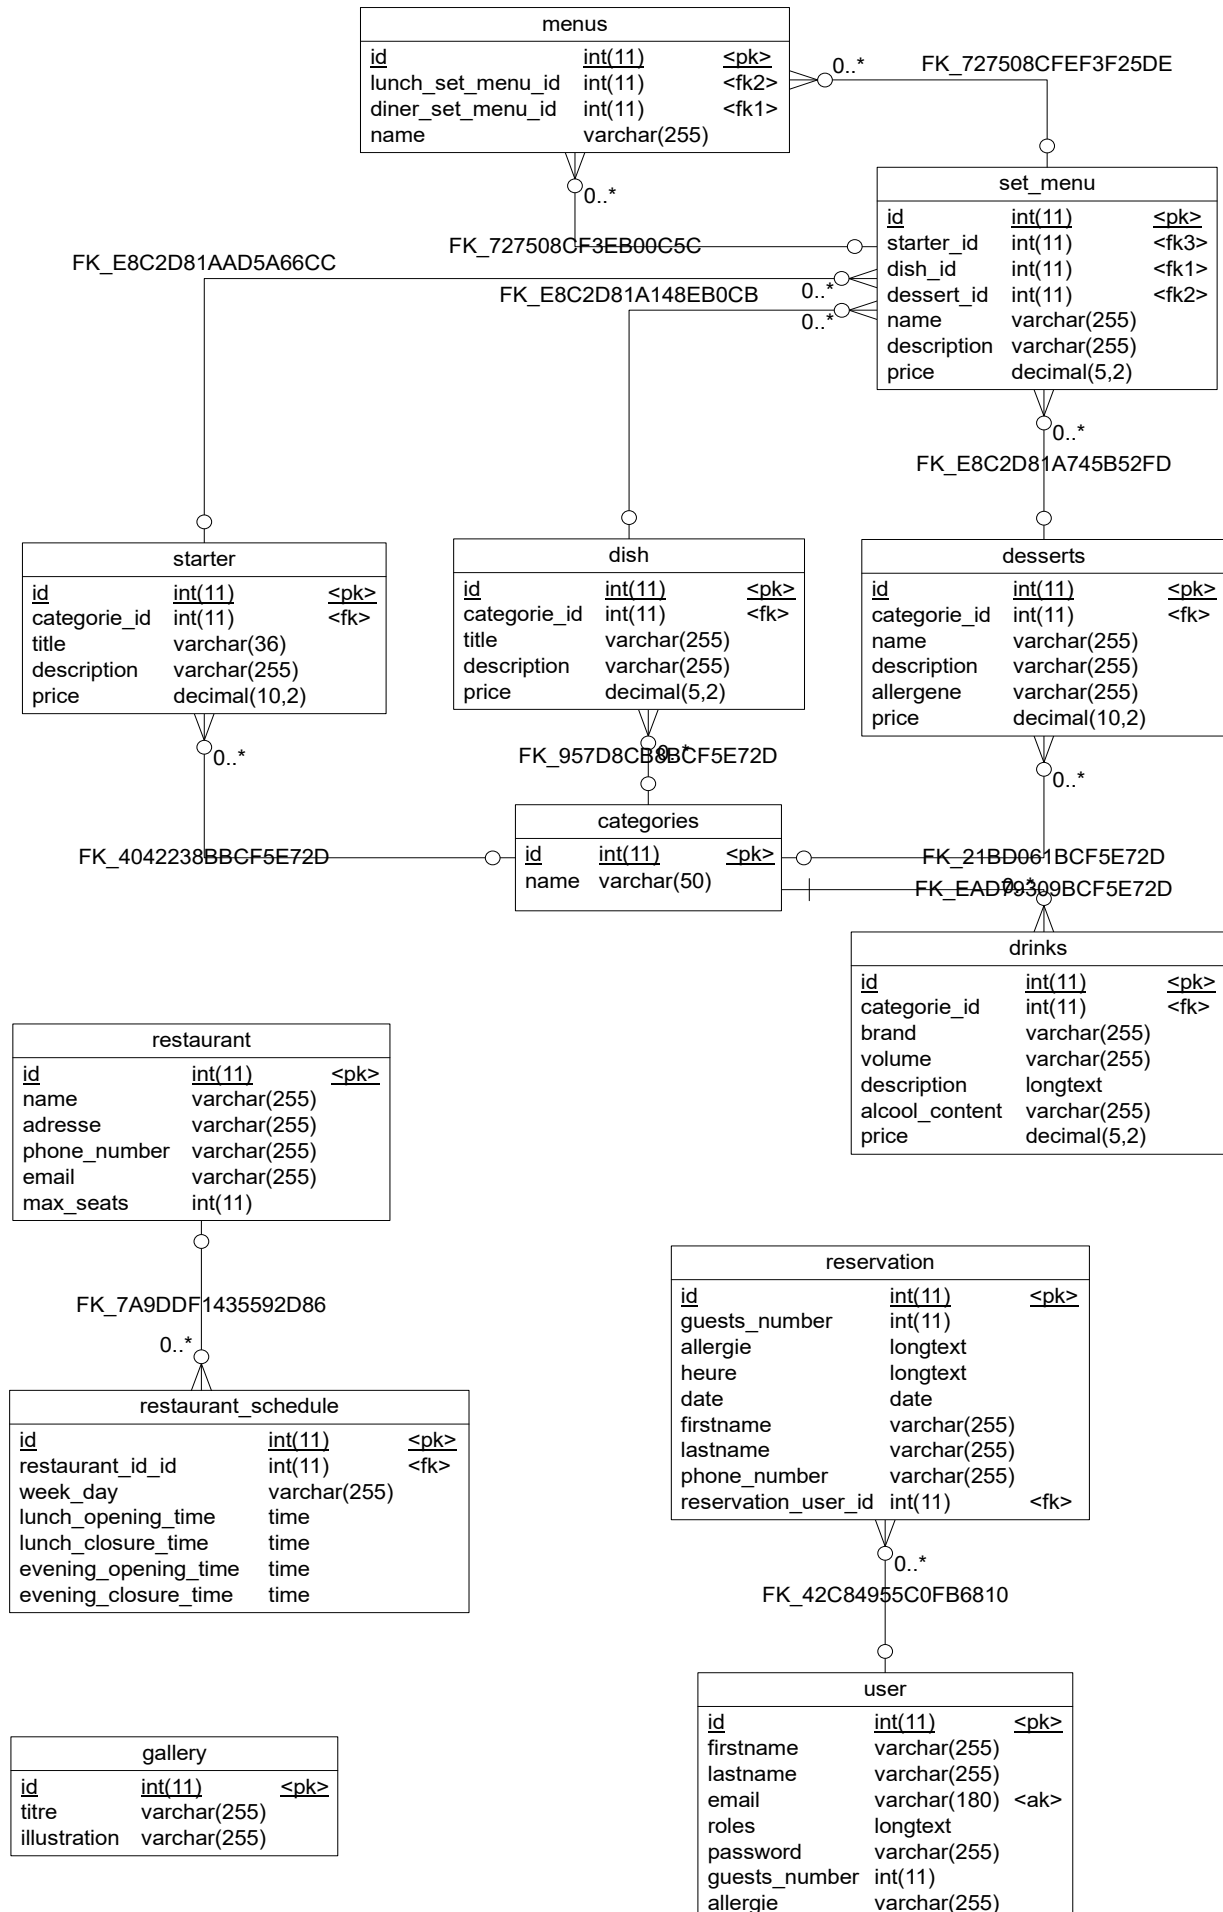 menus
id int(11) <pk>
lunch_set_menu_id int(11) <fk2>
diner_set_menu_id int(11) <fk1>
name varchar(255)
0..*
FK_727508CFEF3F25DE
0..*
FK_727508CF3EB00C5C
set_menu
id int(11) <pk>
starter_id int(11) <fk3>
dish_id int(11) <fk1>
dessert_id int(11) <fk2>
name varchar(255)
description varchar(255)
price decimal(5,2)
FK_E8C2D81AAD5A66CC
0..*
FK_E8C2D81A148EB0CB
0..*
0..*
FK_E8C2D81A745B52FD
starter
id int(11) <pk>
categorie_id int(11) <fk>
title varchar(36)
description varchar(255)
price decimal(10,2)
0..*
dish
id int(11) <pk>
categorie_id int(11) <fk>
title varchar(255)
description varchar(255)
price decimal(5,2)
0..*
FK_957D8CB8BCF5E72D
desserts
id int(11) <pk>
categorie_id int(11) <fk>
name varchar(255)
description varchar(255)
allergene varchar(255)
price decimal(10,2)
0..*
FK_4042238BBCF5E72D
categories
id int(11) <pk>
name varchar(50)
FK_21BD061BCF5E72D
0..*
FK_EAD79309BCF5E72D
drinks
id int(11) <pk>
categorie_id int(11) <fk>
brand varchar(255)
volume varchar(255)
description longtext
alcool_content varchar(255)
price decimal(5,2)
restaurant
id int(11) <pk>
name varchar(255)
adresse varchar(255)
phone_number varchar(255)
email varchar(255)
max_seats int(11)
FK_7A9DDF1435592D86
0..*
restaurant_schedule
id int(11) <pk>
restaurant_id_id int(11) <fk>
week_day varchar(255)
lunch_opening_time time
lunch_closure_time time
evening_opening_time time
evening_closure_time time
reservation
id int(11) <pk>
guests_number int(11)
allergie longtext
heure longtext
date date
firstname varchar(255)
lastname varchar(255)
phone_number varchar(255)
reservation_user_id int(11) <fk>
0..*
FK_42C84955C0FB6810
user
id int(11) <pk>
firstname varchar(255)
lastname varchar(255)
email varchar(180) <ak>
roles longtext
password varchar(255)
guests_number int(11)
allergie varchar(255)
gallery
id int(11) <pk>
titre varchar(255)
illustration varchar(255)